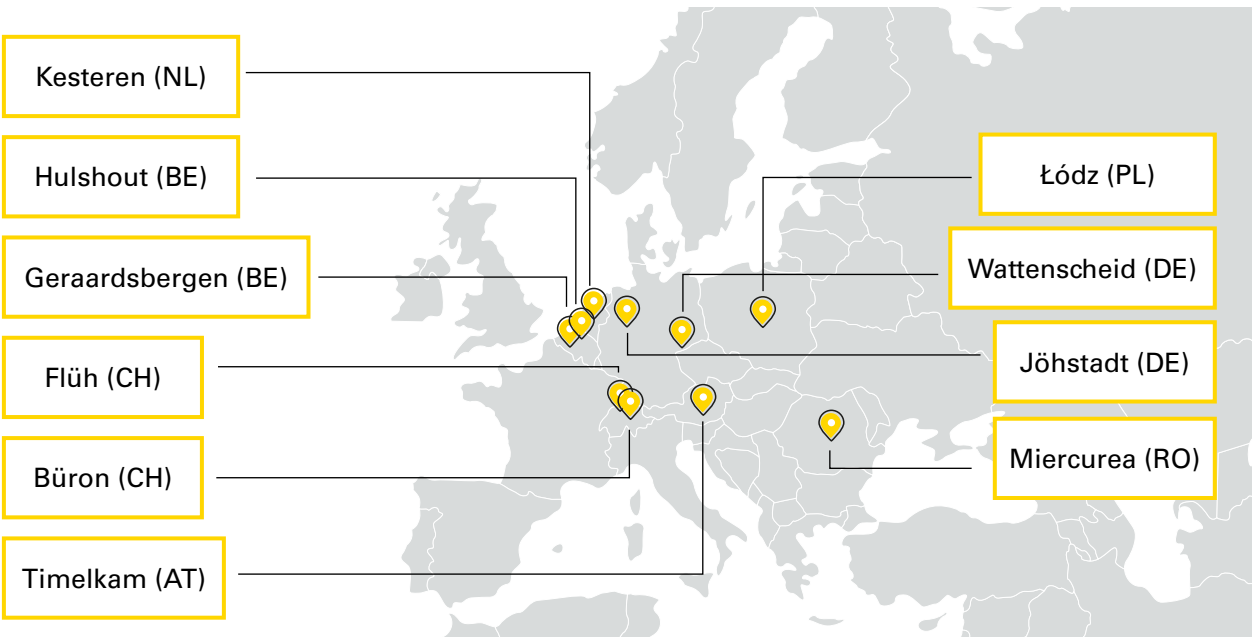 Kesteren (NL)
Hulshout (BE)
Geraardsbergen (BE)
Flüh (CH)
Büron (CH)
Timelkam (AT)
Łódz (PL)
Wattenscheid (DE)
Jöhstadt (DE)
Miercurea (RO)